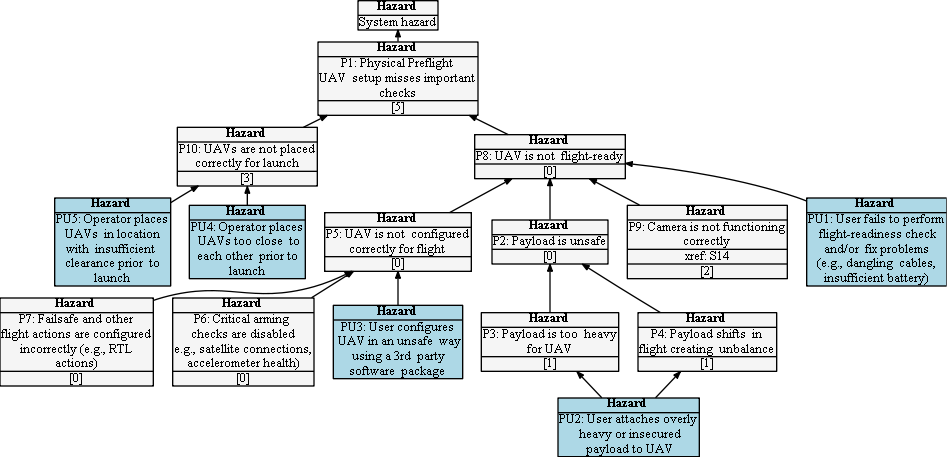 Hazard
System hazard
Hazard
P1: Physical Preflight
UAV setup misses important
checks
[5]
Hazard
P10: UAVs are not placed
correctly for launch
[3]
Hazard
P8: UAV is not flight-ready
[0]
Hazard
PU5: Operator places
UAVs in location
with insufficient
clearance prior to
launch
Hazard
PU4: Operator places
UAVs too close to
each other prior to
launch
Hazard
P5: UAV is not configured
correctly for flight
[0]
Hazard
P2: Payload is unsafe
[0]
Hazard
P9: Camera is not functioning
correctly
xref: S14
[2]
Hazard
PU1: User fails to perform
flight-readiness check
and/or fix problems
(e.g., dangling cables,
insufficient battery)
Hazard
P7: Failsafe and other
flight actions are configured
incorrectly (e.g., RTL
actions)
[0]
Hazard
P6: Critical arming
checks are disabled
e.g., satellite connections,
accelerometer health)
[0]
Hazard
PU3: User configures
UAV in an unsafe way
using a 3rd party
software package
Hazard
P3: Payload is too heavy
for UAV
[1]
Hazard
P4: Payload shifts in
flight creating unbalance
[1]
Hazard
PU2: User attaches overly
heavy or insecured
payload to UAV